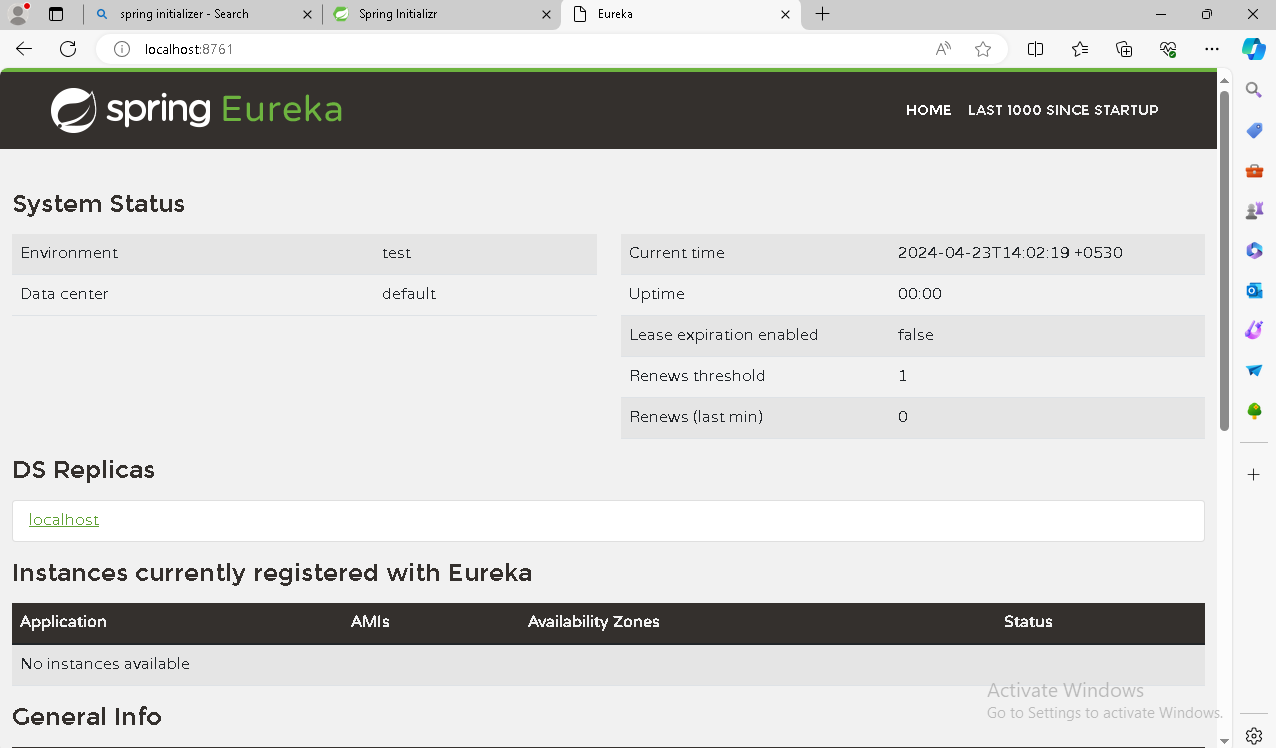 spring initializer - Search
Spring Initializr
Eureka
localhost:8761
spring Eureka
HOME LAST 1000 SINCE STARTUP
System Status
Environment test
Data center default
Current time 2024-04-23T14:02:19 +0530
Uptime 00:00
Lease expiration enabled false
Renews threshold 1
Renews (last min) 0
DS Replicas
localhost
Instances currently registered with Eureka
Application AMIs Availability Zones Status
No instances available
General Info
Activate Windows
Go to Settings to activate Windows.